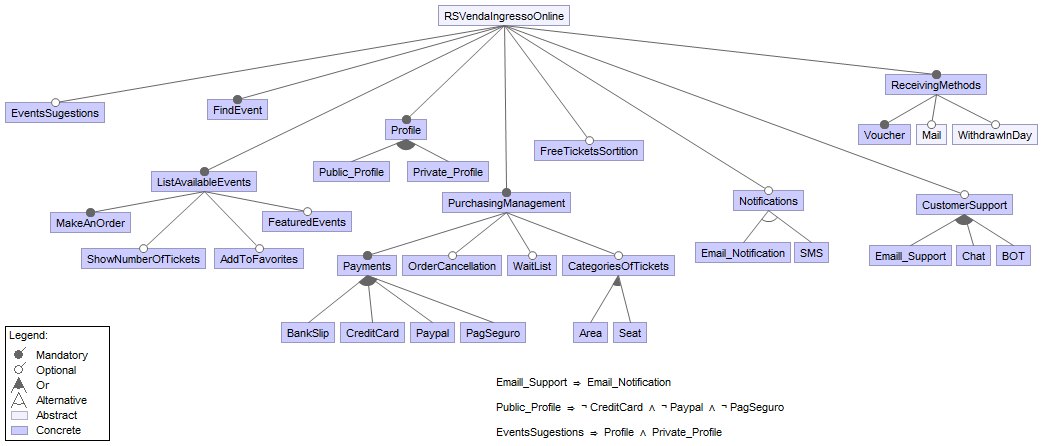 RSVendaIngressoOnline
ReceivingMethods
EventsSugestions
FindEvent
Profile
Voucher
Mail
WithdrawInDay
FreeTicketsSortition
Public_Profile
Private_Profile
ListAvailableEvents
PurchasingManagement
Notifications
CustomerSupport
MakeAnOrder
FeaturedEvents
ShowNumberOfTickets
AddToFavorites
Payments
OrderCancellation
WaitList
CategoriesOfTickets
Email_Notification
SMS
Emaill_Support
Chat
BOT
BankSlip
CreditCard
Paypal
PagSeguro
Area
Seat
Legend:
Mandatory
Optional
Or
Alternative
Abstract
Concrete
Emaill_Support ⇒ Email_Notification
Public_Profile ⇒ ¬ CreditCard ∧ ¬ Paypal ∧ ¬ PagSeguro
EventsSugestions ⇒ Profile ∧ Private_Profile